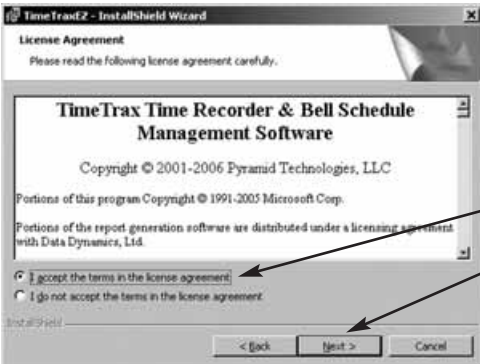 TimeTraxEZ - InstallShield Wizard
License Agreement
Please read the following license agreement carefully.
TimeTrax Time Recorder & Bell Schedule
Management Software
Copyright © 2001-2006 Pyramid Technologies, LLC
Portions of this program Copyright © 1991-2005 Microsoft Corp.
Portions of the report generation software are distributed under a licensing agreement
with Data Dynamics, Ltd.
I accept the terms in the license agreement
I do not accept the terms in the license agreement
InstallShield
< Back Next > Cancel